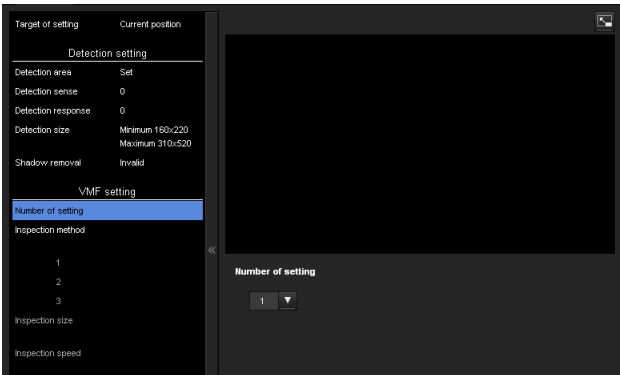 Target of setting Current position
Detection setting
Detection area Set
Detection sense 0
Detection response 0
Detection size Minimum 160x220
Maximum 310x520
Shadow removal Invalid
VMF setting
Number of setting
Inspection method
1
2
3
Inspection size
Inspection speed
«
Number of setting
1 ▼